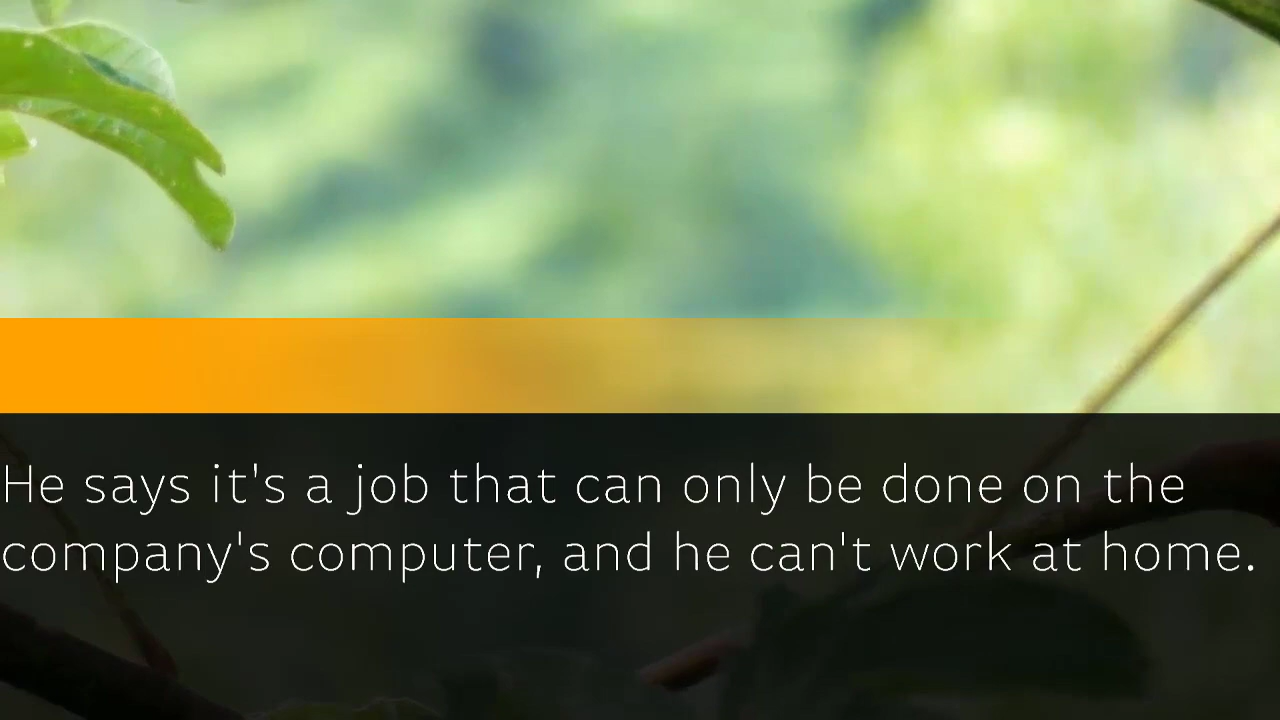 He says it's a job that can only be done on the
company's computer, and he can't work at home.